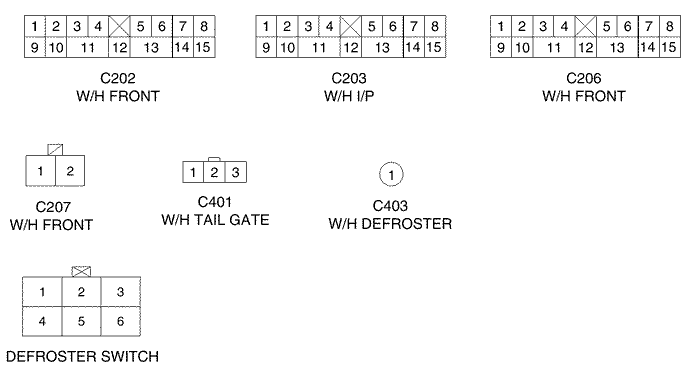 1 2 3 4 5 6 7 8
9 10 11 12 13 14 15
C202
W/H FRONT
1 2 3 4 5 6 7 8
9 10 11 12 13 14 15
C203
W/H I/P
1 2 3 4 5 6 7 8
9 10 11 12 13 14 15
C206
W/H FRONT
1 2
C207
W/H FRONT
1 2 3
C401
W/H TAIL GATE
1
C403
W/H DEFROSTER
1 2 3
4 5 6
DEFROSTER SWITCH